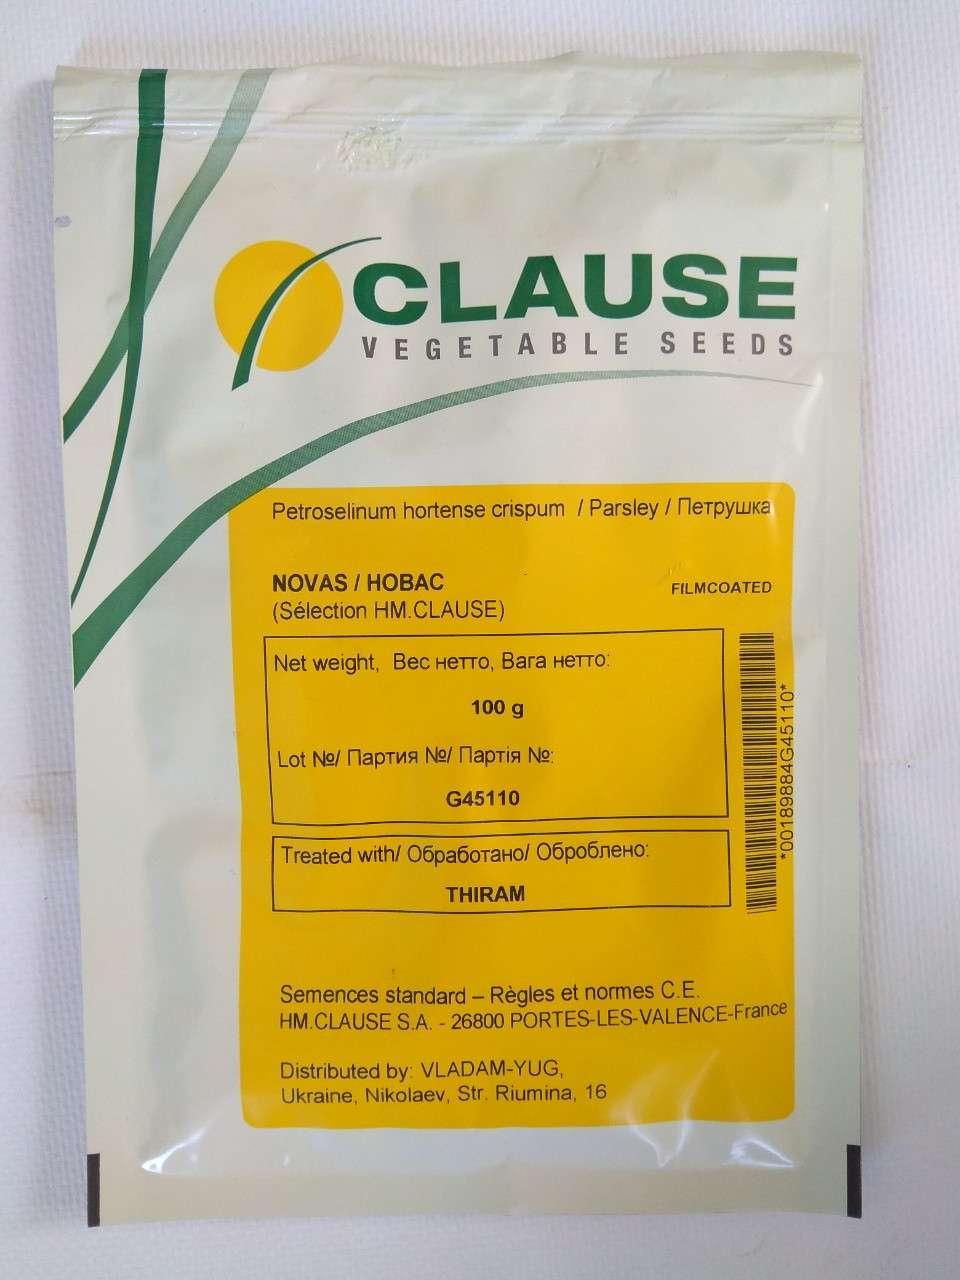 CLAUSE
VEGETABLE SEEDS
Petroselinum hortense crispum / Parsley / Петрушка
NOVAS / НОВАС
FILMCOATED
(Sélection HM.CLAUSE)
Net weight, Вес нетто, Вага нетто:
100 g
Lot №/ Партия №/ Партія №:
G45110
*00189884G45110*
Treated with/ Обработано/ Оброблено:
THIRAM
Semences standard – Règles et normes C.E.
HM.CLAUSE S.A. - 26800 PORTES-LES-VALENCE-France
Distributed by: VLADAM-YUG,
Ukraine, Nikolaev, Str. Riumina, 16